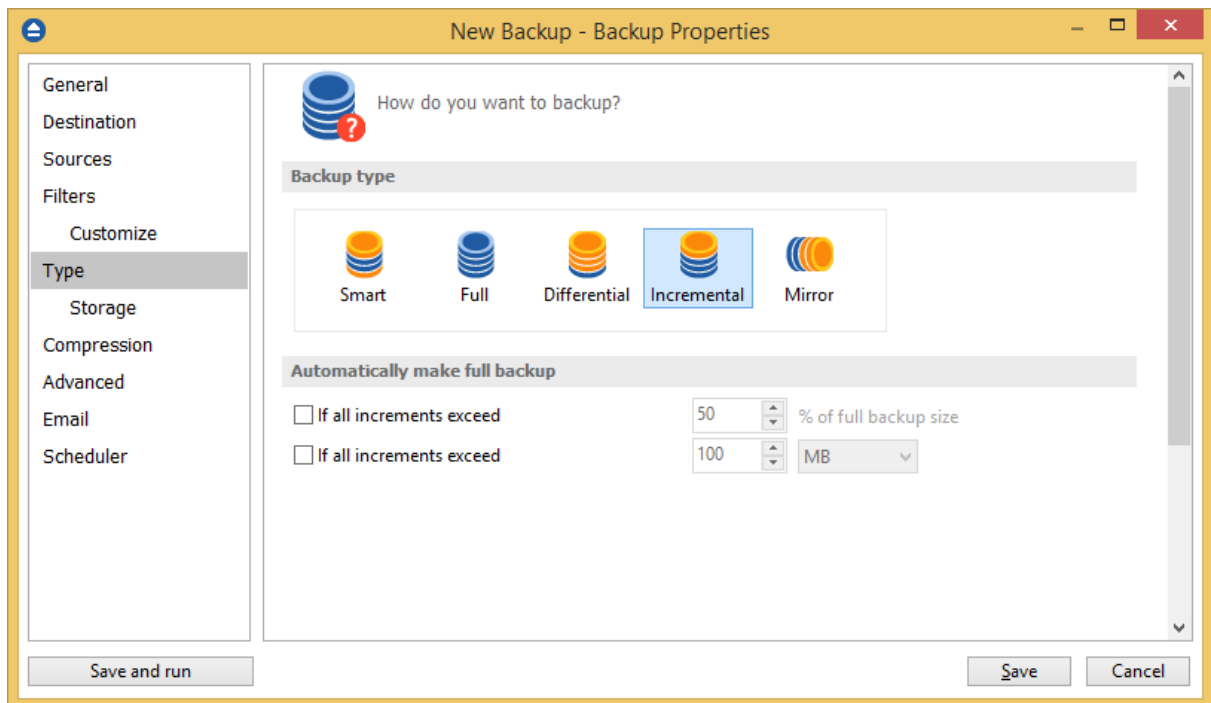 New Backup - Backup Properties
General
Destination
Sources
Filters
Customize
Type
Storage
Compression
Advanced
Email
Scheduler
How do you want to backup?
Backup type
Smart Full Differential Incremental Mirror
Automatically make full backup
If all increments exceed 50 % of full backup size
If all increments exceed 100 MB
Save and run Save Cancel